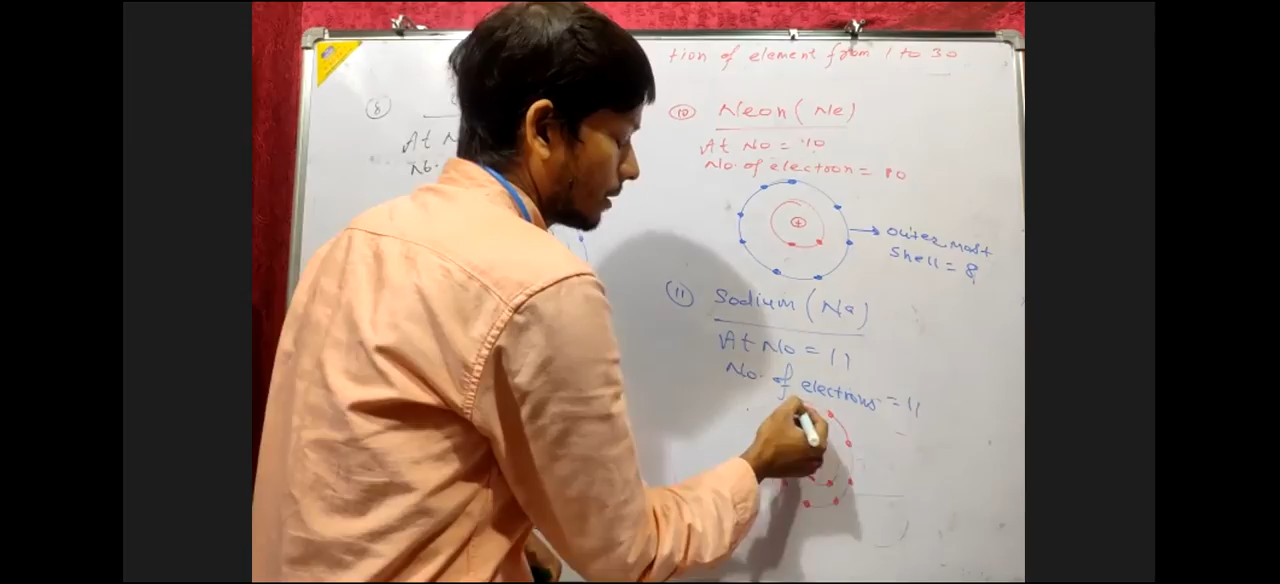 tion of element from 1 to 30
8
At N
No.
10 Neon (Ne)
At No = 10
No. of electron = 10
+
outer most
shell = 8
11 Sodium (Na)
At No = 11
No. of electrons = 11